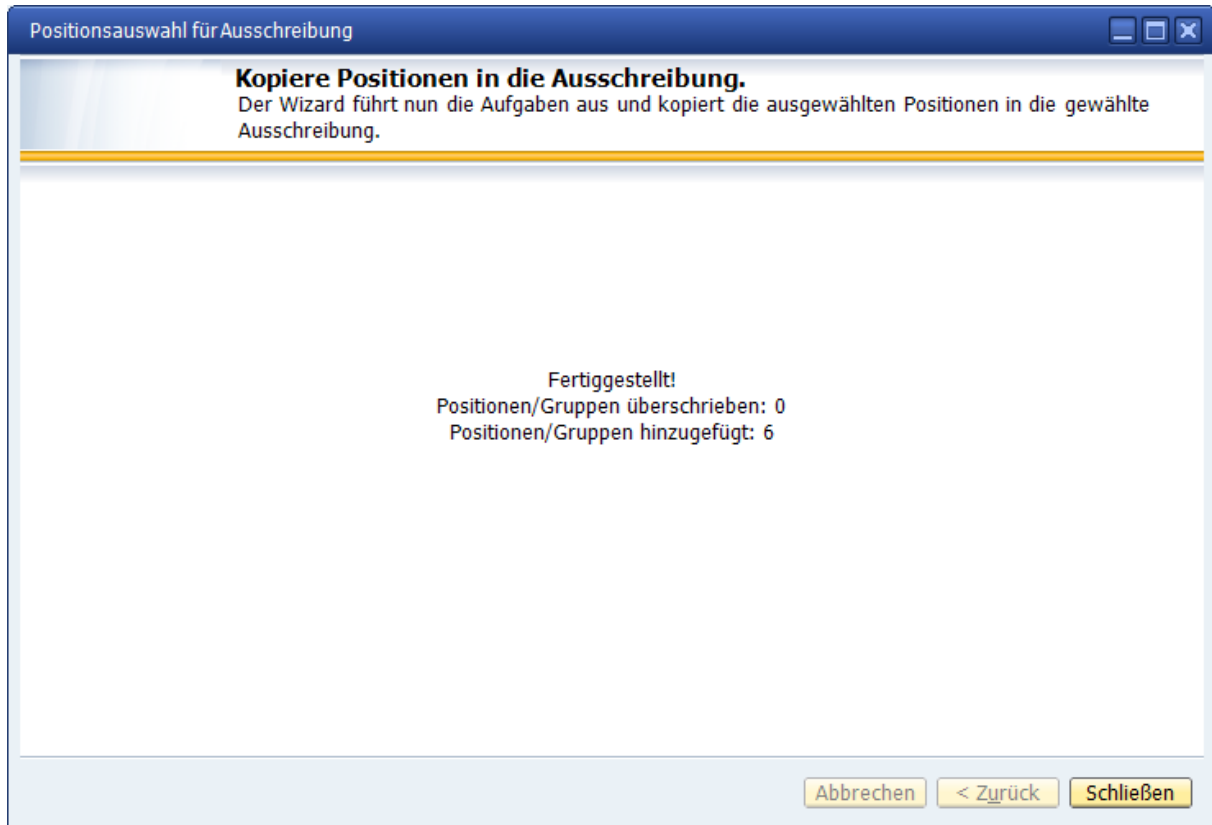 Positionsauswahl für Ausschreibung
Kopiere Positionen in die Ausschreibung.
Der Wizard führt nun die Aufgaben aus und kopiert die ausgewählten Positionen in die gewählte
Ausschreibung.
Fertiggestellt!
Positionen/Gruppen überschrieben: 0
Positionen/Gruppen hinzugefügt: 6
Abbrechen < Zurück Schließen